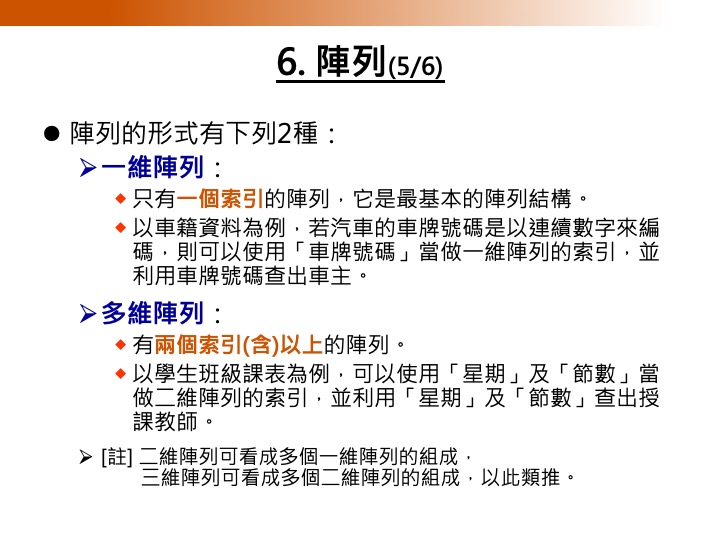 6. 陣列(5/6)
● 陣列的形式有下列2種：
➢一維陣列：
◆ 只有一個索引的陣列，它是最基本的陣列結構。
◆ 以車籍資料為例，若汽車的車牌號碼是以連續數字來編
碼，則可以使用「車牌號碼」當做一維陣列的索引，並
利用車牌號碼查出車主。
➢多維陣列：
◆ 有兩個索引(含)以上的陣列。
◆ 以學生班級課表為例，可以使用「星期」及「節數」當
做二維陣列的索引，並利用「星期」及「節數」查出授
課教師。
➢ [註] 二維陣列可看成多個一維陣列的組成，
三維陣列可看成多個二維陣列的組成，以此類推。